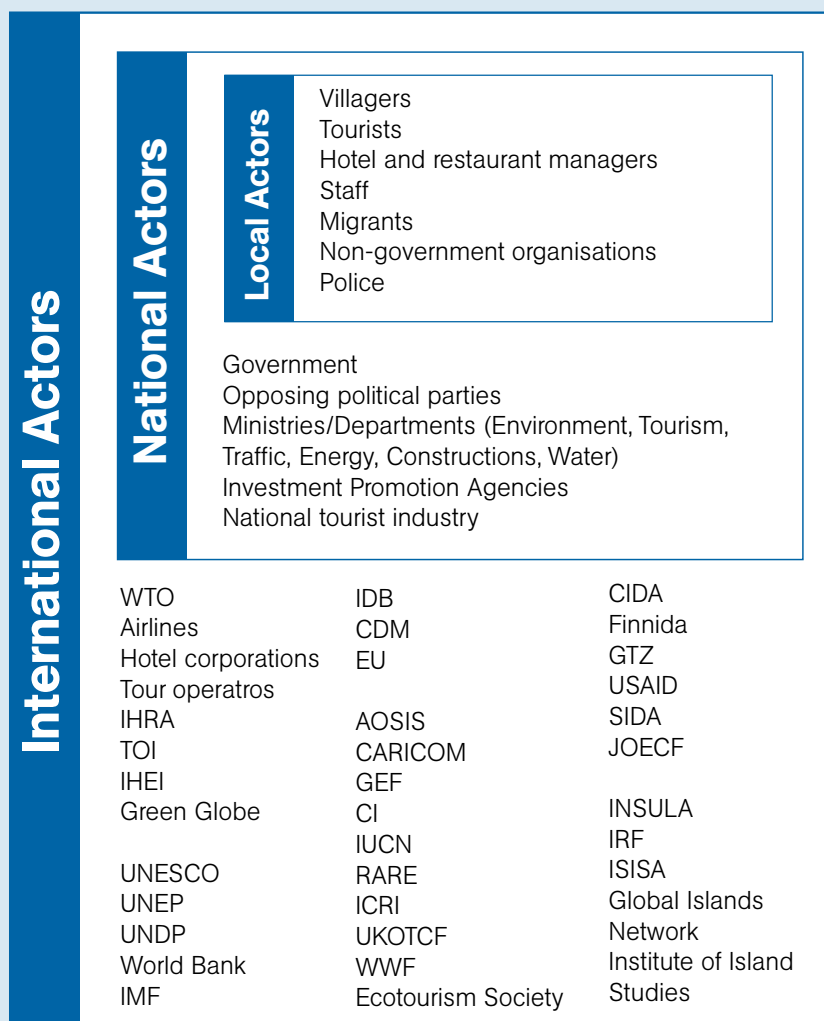 International Actors
National Actors
Local Actors
Villagers
Tourists
Hotel and restaurant managers
Staff
Migrants
Non-government organisations
Police
Government
Opposing political parties
Ministries/Departments (Environment, Tourism,
Traffic, Energy, Constructions, Water)
Investment Promotion Agencies
National tourist industry
WTO
Airlines
Hotel corporations
Tour operatros
IHRA
TOI
IHEI
Green Globe
UNESCO
UNEP
UNDP
World Bank
IMF
IDB
CDM
EU
AOSIS
CARICOM
GEF
CI
IUCN
RARE
ICRI
UKOTCF
WWF
Ecotourism Society
CIDA
Finnida
GTZ
USAID
SIDA
JOECF
INSULA
IRF
ISISA
Global Islands
Network
Institute of Island
Studies